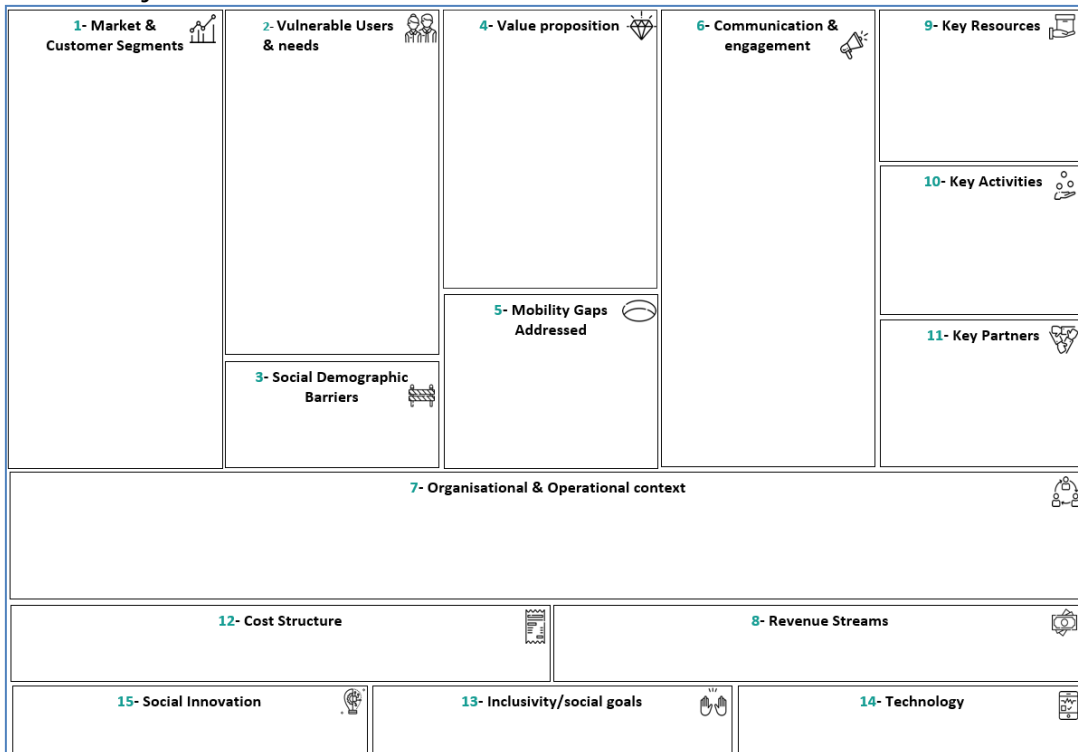 1- Market &
Customer Segments
2- Vulnerable Users
& needs
3- Social Demographic
Barriers
4- Value proposition
5- Mobility Gaps
Addressed
6- Communication &
engagement
9- Key Resources
10- Key Activities
11- Key Partners
7- Organisational & Operational context
12- Cost Structure
8- Revenue Streams
15- Social Innovation
13- Inclusivity/social goals
14- Technology